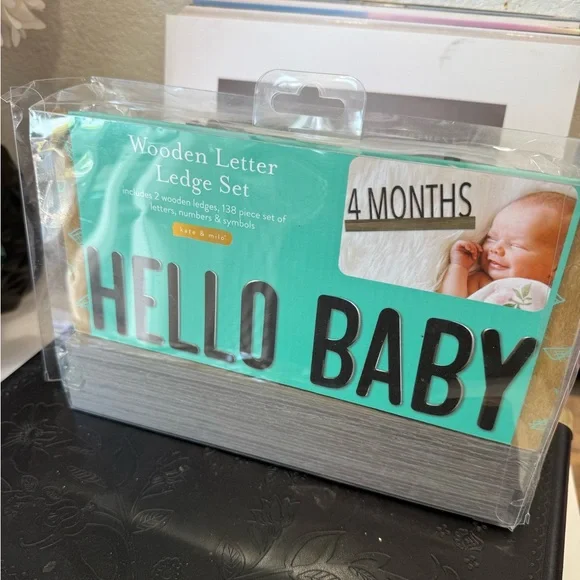 Wooden Letter
Ledge Set
includes 2 wooden ledges, 138 piece set of
letters, numbers & symbols
kate & milo
4 MONTHS
HELLO BABY